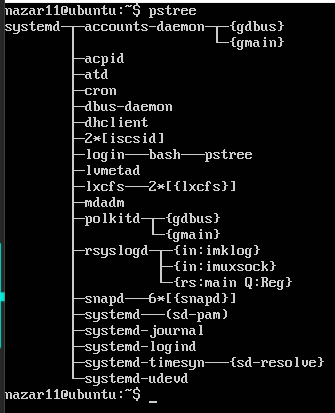 nazar11@ubuntu:~$ pstree
systemd─┬─accounts-daemon─┬─{gdbus}
        │                 └─{gmain}
        ├─acpid
        ├─atd
        ├─cron
        ├─dbus-daemon
        ├─dhclient
        ├─2*[iscsid]
        ├─login───bash───pstree
        ├─lvmetad
        ├─lxcfs───2*[{lxcfs}]
        ├─mdadm
        ├─polkitd─┬─{gdbus}
        │         └─{gmain}
        ├─rsyslogd─┬─{in:imklog}
        │          ├─{in:imuxsock}
        │          └─{rs:main Q:Reg}
        ├─snapd───6*[{snapd}]
        ├─systemd───(sd-pam)
        ├─systemd-journal
        ├─systemd-logind
        ├─systemd-timesyn───{sd-resolve}
        └─systemd-udevd
nazar11@ubuntu:~$ _